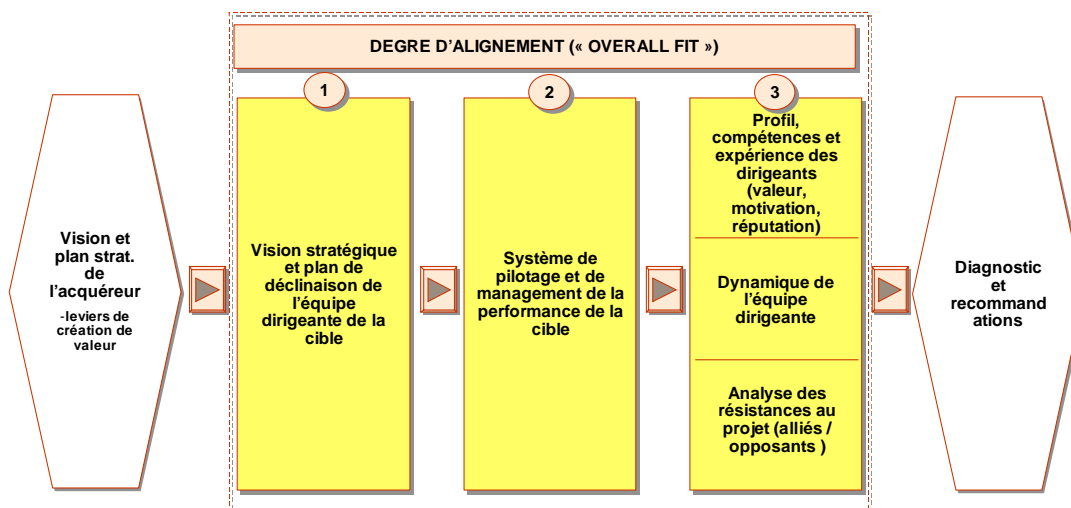 DEGRE D'ALIGNEMENT (« OVERALL FIT »)
Vision et
plan strat.
de
l'acquéreur
-leviers de
création de
valeur
1
Vision stratégique
et plan de
déclinaison de
l'équipe
dirigeante de la
cible
2
Système de
pilotage et de
management de la
performance de la
cible
3
Profil,
compétences et
expérience des
dirigeants
(valeur,
motivation,
réputation)
Dynamique de
l'équipe
dirigeante
Analyse des
résistances au
projet (alliés /
opposants )
Diagnostic
et
recommand
ations